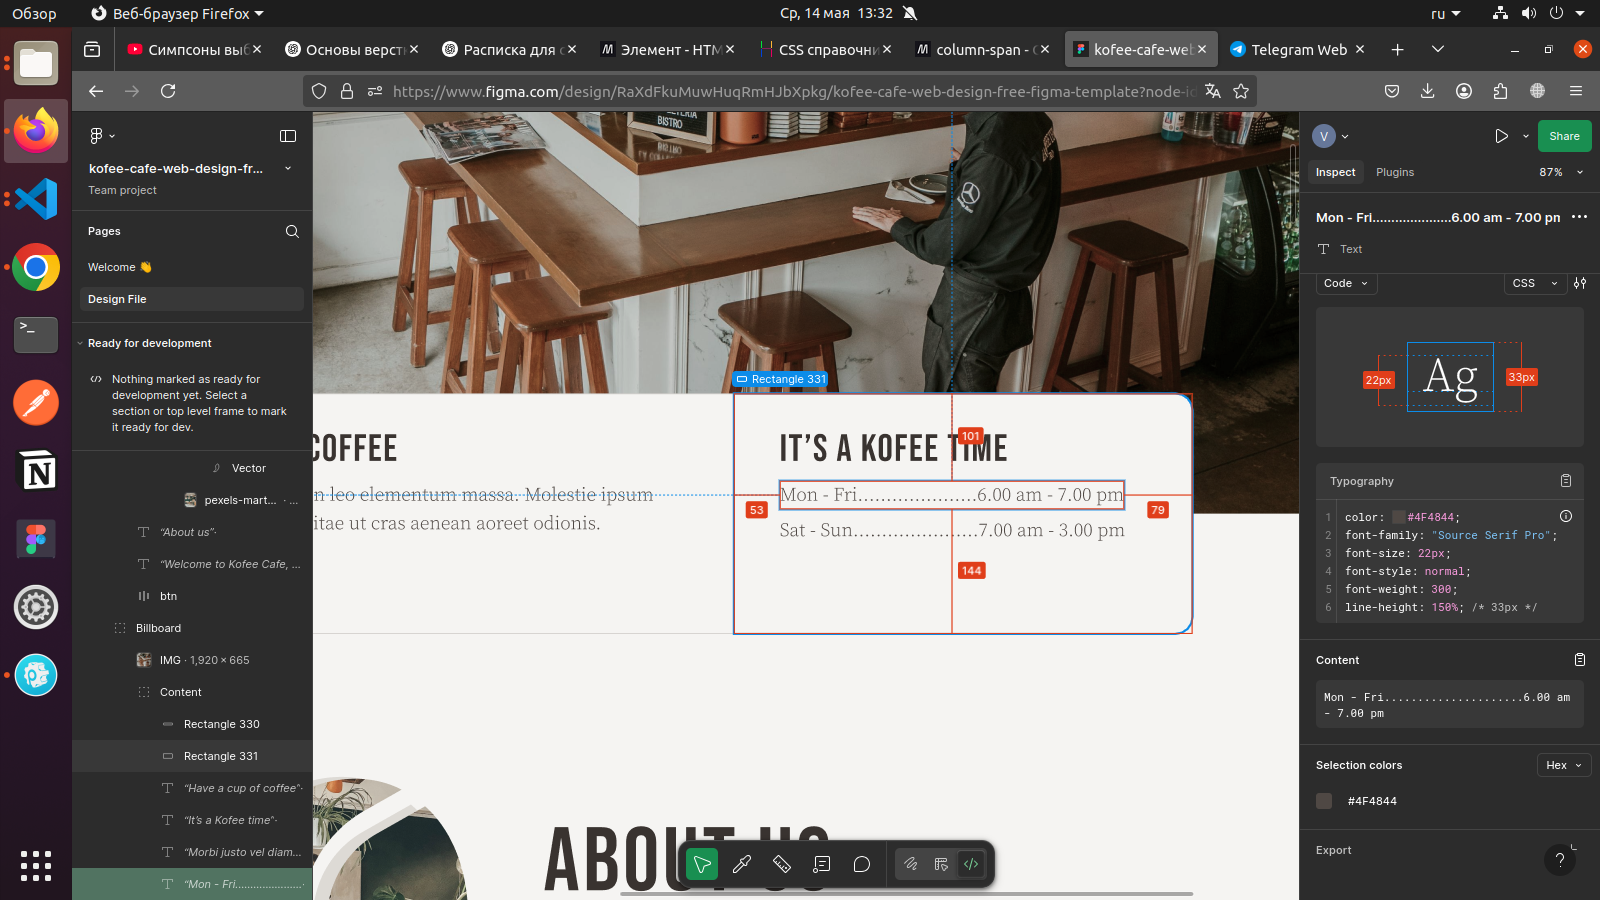 Обзор
Веб-браузер Firefox
Ср, 14 мая 13:32
ru
Симпсоны выб
Основы верст
Расписка для
Элемент - HTM
CSS справочни
column-span - C
kofee-cafe-web
Telegram Web
https://www.figma.com/design/RaXdFkuMuwHuqRmHJbXpkg/kofee-cafe-web-design-free-figma-template?node-id
kofee-cafe-web-design-fr...
Team project
Pages
Welcome 👋
Design File
Ready for development
Nothing marked as ready for
development yet. Select a
section or top level frame to mark
it ready for dev.
Vector
pexels-mart... · ...
"About us"·
"Welcome to Kofee Cafe, ...
btn
Billboard
IMG · 1,920 × 665
Content
Rectangle 330
Rectangle 331
"Have a cup of coffee"·
"It's a Kofee time"·
"Morbi justo vel diam...
"Mon - Fri.....................·
BISTRO
Rectangle 331
COFFEE
n leo elementum massa. Molestie ipsum
itae ut cras aenean aoreet odionis.
IT'S A KOFEE TIME
101
Mon - Fri......................6.00 am - 7.00 pm
53
79
Sat - Sun......................7.00 am - 3.00 pm
144
ABOUT US
V
Share
Inspect
Plugins
87%
Mon - Fri......................6.00 am - 7.00 pm
Text
Code
CSS
22px
Ag
33px
Typography
1 color: #4F4844;
2 font-family: "Source Serif Pro";
3 font-size: 22px;
4 font-style: normal;
5 font-weight: 300;
6 line-height: 150%; /* 33px */
Content
Mon - Fri......................6.00 am
- 7.00 pm
Selection colors
Hex
#4F4844
Export
?